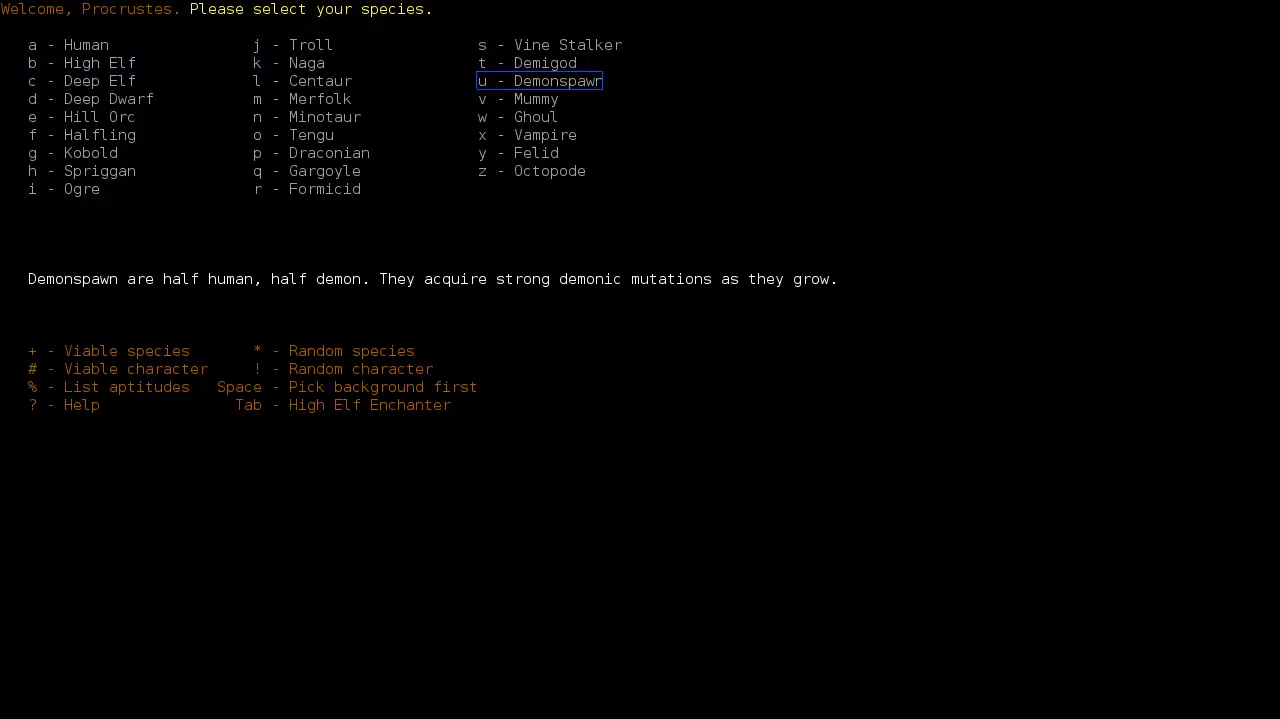 Welcome, Procrustes. Please select your species.
a - Human j - Troll s - Vine Stalker
b - High Elf k - Naga t - Demigod
c - Deep Elf l - Centaur u - Demonspawn
d - Deep Dwarf m - Merfolk v - Mummy
e - Hill Orc n - Minotaur w - Ghoul
f - Halfling o - Tengu x - Vampire
g - Kobold p - Draconian y - Felid
h - Spriggan q - Gargoyle z - Octopode
i - Ogre r - Formicid
Demonspawn are half human, half demon. They acquire strong demonic mutations as they grow.
+ - Viable species * - Random species
# - Viable character ! - Random character
% - List aptitudes Space - Pick background first
? - Help Tab - High Elf Enchanter